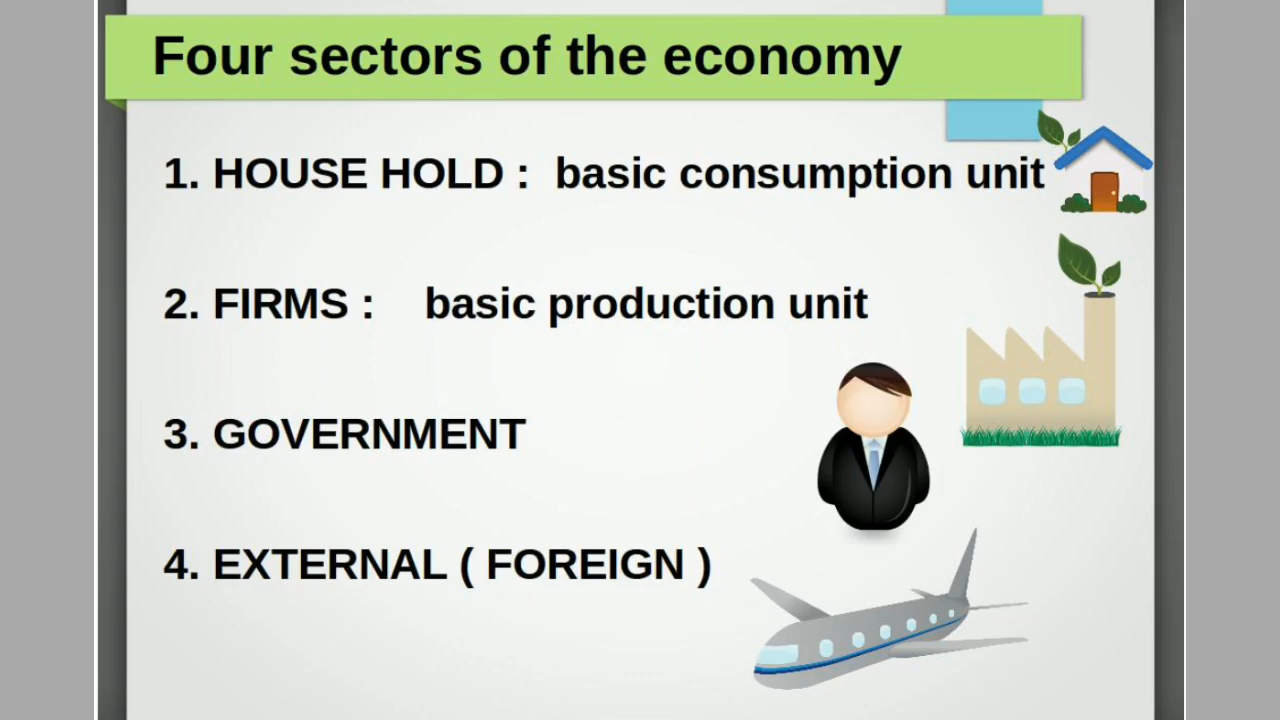 Four sectors of the economy
1. HOUSE HOLD : basic consumption unit
2. FIRMS : basic production unit
3. GOVERNMENT
4. EXTERNAL ( FOREIGN )